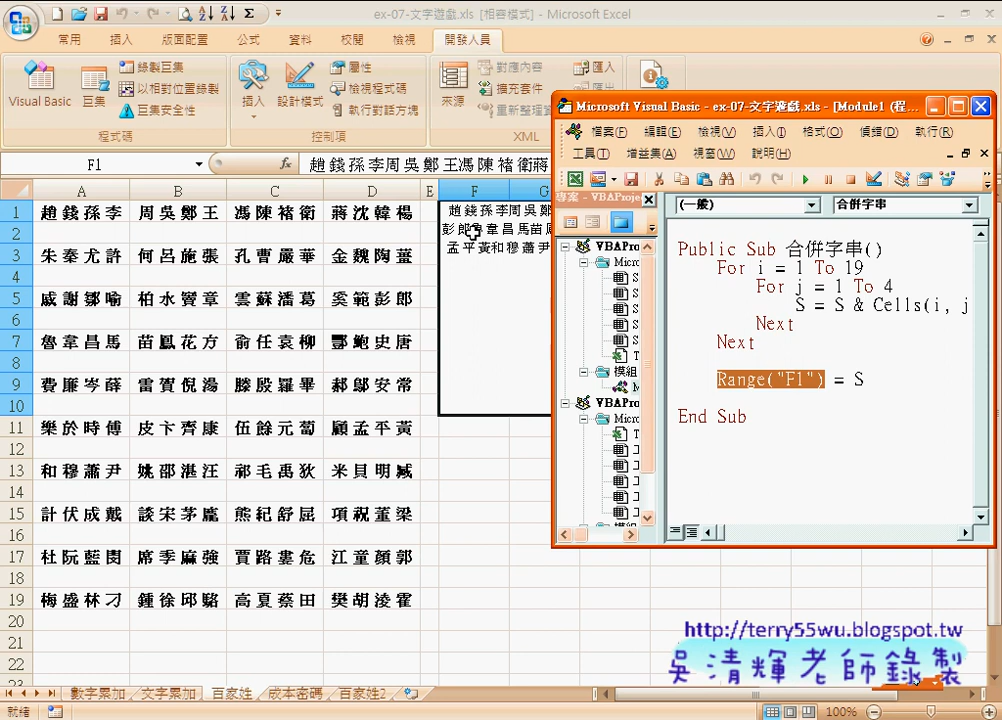 ex-07-文字遊戲.xls [相容模式] - Microsoft Excel
常用 插入 版面配置 公式 資料 校閱 檢視 開發人員
Visual Basic 巨集 錄製巨集 以相對位置錄製 巨集安全性 插入 設計模式 屬性 檢視程式碼 執行對話方塊 來源 對應內容 擴充套件 重新整理 匯入
程式碼 控制項 XML
F1 fx 趙錢孫李周吳鄭王馮陳褚衛蔣
A B C D E F G
1 趙錢孫李 周吳鄭王 馮陳褚衛 蔣沈韓楊
2
3 朱秦尤許 何呂施張 孔曹嚴華 金魏陶薑
4
5 戚謝鄒喻 柏水竇章 雲蘇潘葛 奚範彭郎
6
7 魯韋昌馬 苗鳳花方 俞任袁柳 酆鮑史唐
8
9 費廉岑薛 雷賀倪湯 滕殷羅畢 郝鄔安常
10
11 樂於時傅 皮卞齊康 伍餘元蔔 顧孟平黃
12
13 和穆蕭尹 姚邵湛汪 祁毛禹狄 米貝明臧
14
15 計伏成戴 談宋茅龐 熊紀舒屈 項祝董梁
16
17 杜阮藍閔 席季麻強 賈路婁危 江童顏郭
18
19 梅盛林刁 鍾徐邱駱 高夏蔡田 樊胡淩霍
20
21
22
趙錢孫李周吳鄭
孟平黃和穆蕭尹
Microsoft Visual Basic - ex-07-文字遊戲.xls - [Module1 (程...
檔案(F) 編輯(E) 檢視(V) 插入(I) 格式(O) 偵錯(D) 執行(R)
工具(T) 增益集(A) 視窗(W) 說明(H)
專案 - VBAProje
VBAPro
Micro
模組
VBAPro
Micro
(一般) 合併字串
Public Sub 合併字串()
For i = 1 To 19
For j = 1 To 4
S = S & Cells(i, j
Next
Next
Range("F1") = S
End Sub
http://terry55wu.blogspot.tw
吳清輝老師錄製
數字累加 文字累加 百家姓 成本密碼 百家姓2
就緒 100%